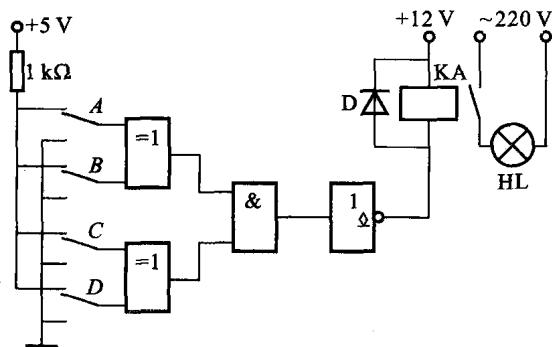 +5 V
+12 V
~220 V
1 kΩ
KA
D
A
=1
B
HL
&
1
C
=1
D